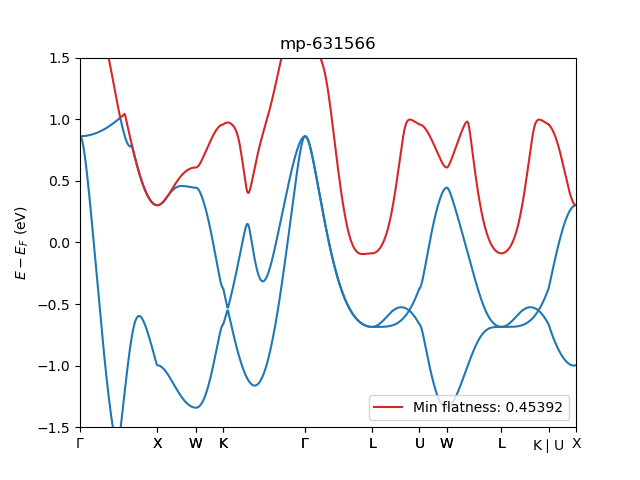 mp-631566
E − E_F (eV)
1.5
1.0
0.5
0.0
−0.5
−1.0
−1.5
Min flatness: 0.45392
Γ X W K Γ L U W L K | U X